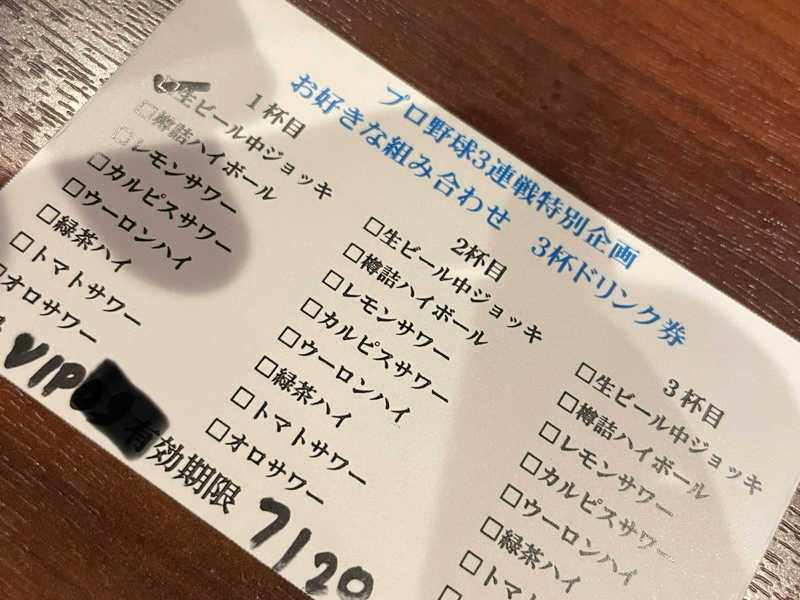 プロ野球3連戦特別企画
お好きな組み合わせ 3杯ドリンク券
1杯目
生ビール中ジョッキ
□樽詰ハイボール
□レモンサワー
□カルピスサワー
□ウーロンハイ
□緑茶ハイ
□トマトサワー
□オロサワー
2杯目
□生ビール中ジョッキ
□樽詰ハイボール
□レモンサワー
□カルピスサワー
□ウーロンハイ
□緑茶ハイ
□トマトサワー
□オロサワー
3杯目
□生ビール中ジョッキ
□樽詰ハイボール
□レモンサワー
□カルピスサワー
□ウーロンハイ
□緑茶ハイ
□トマト
VIP 有効期限 7/20